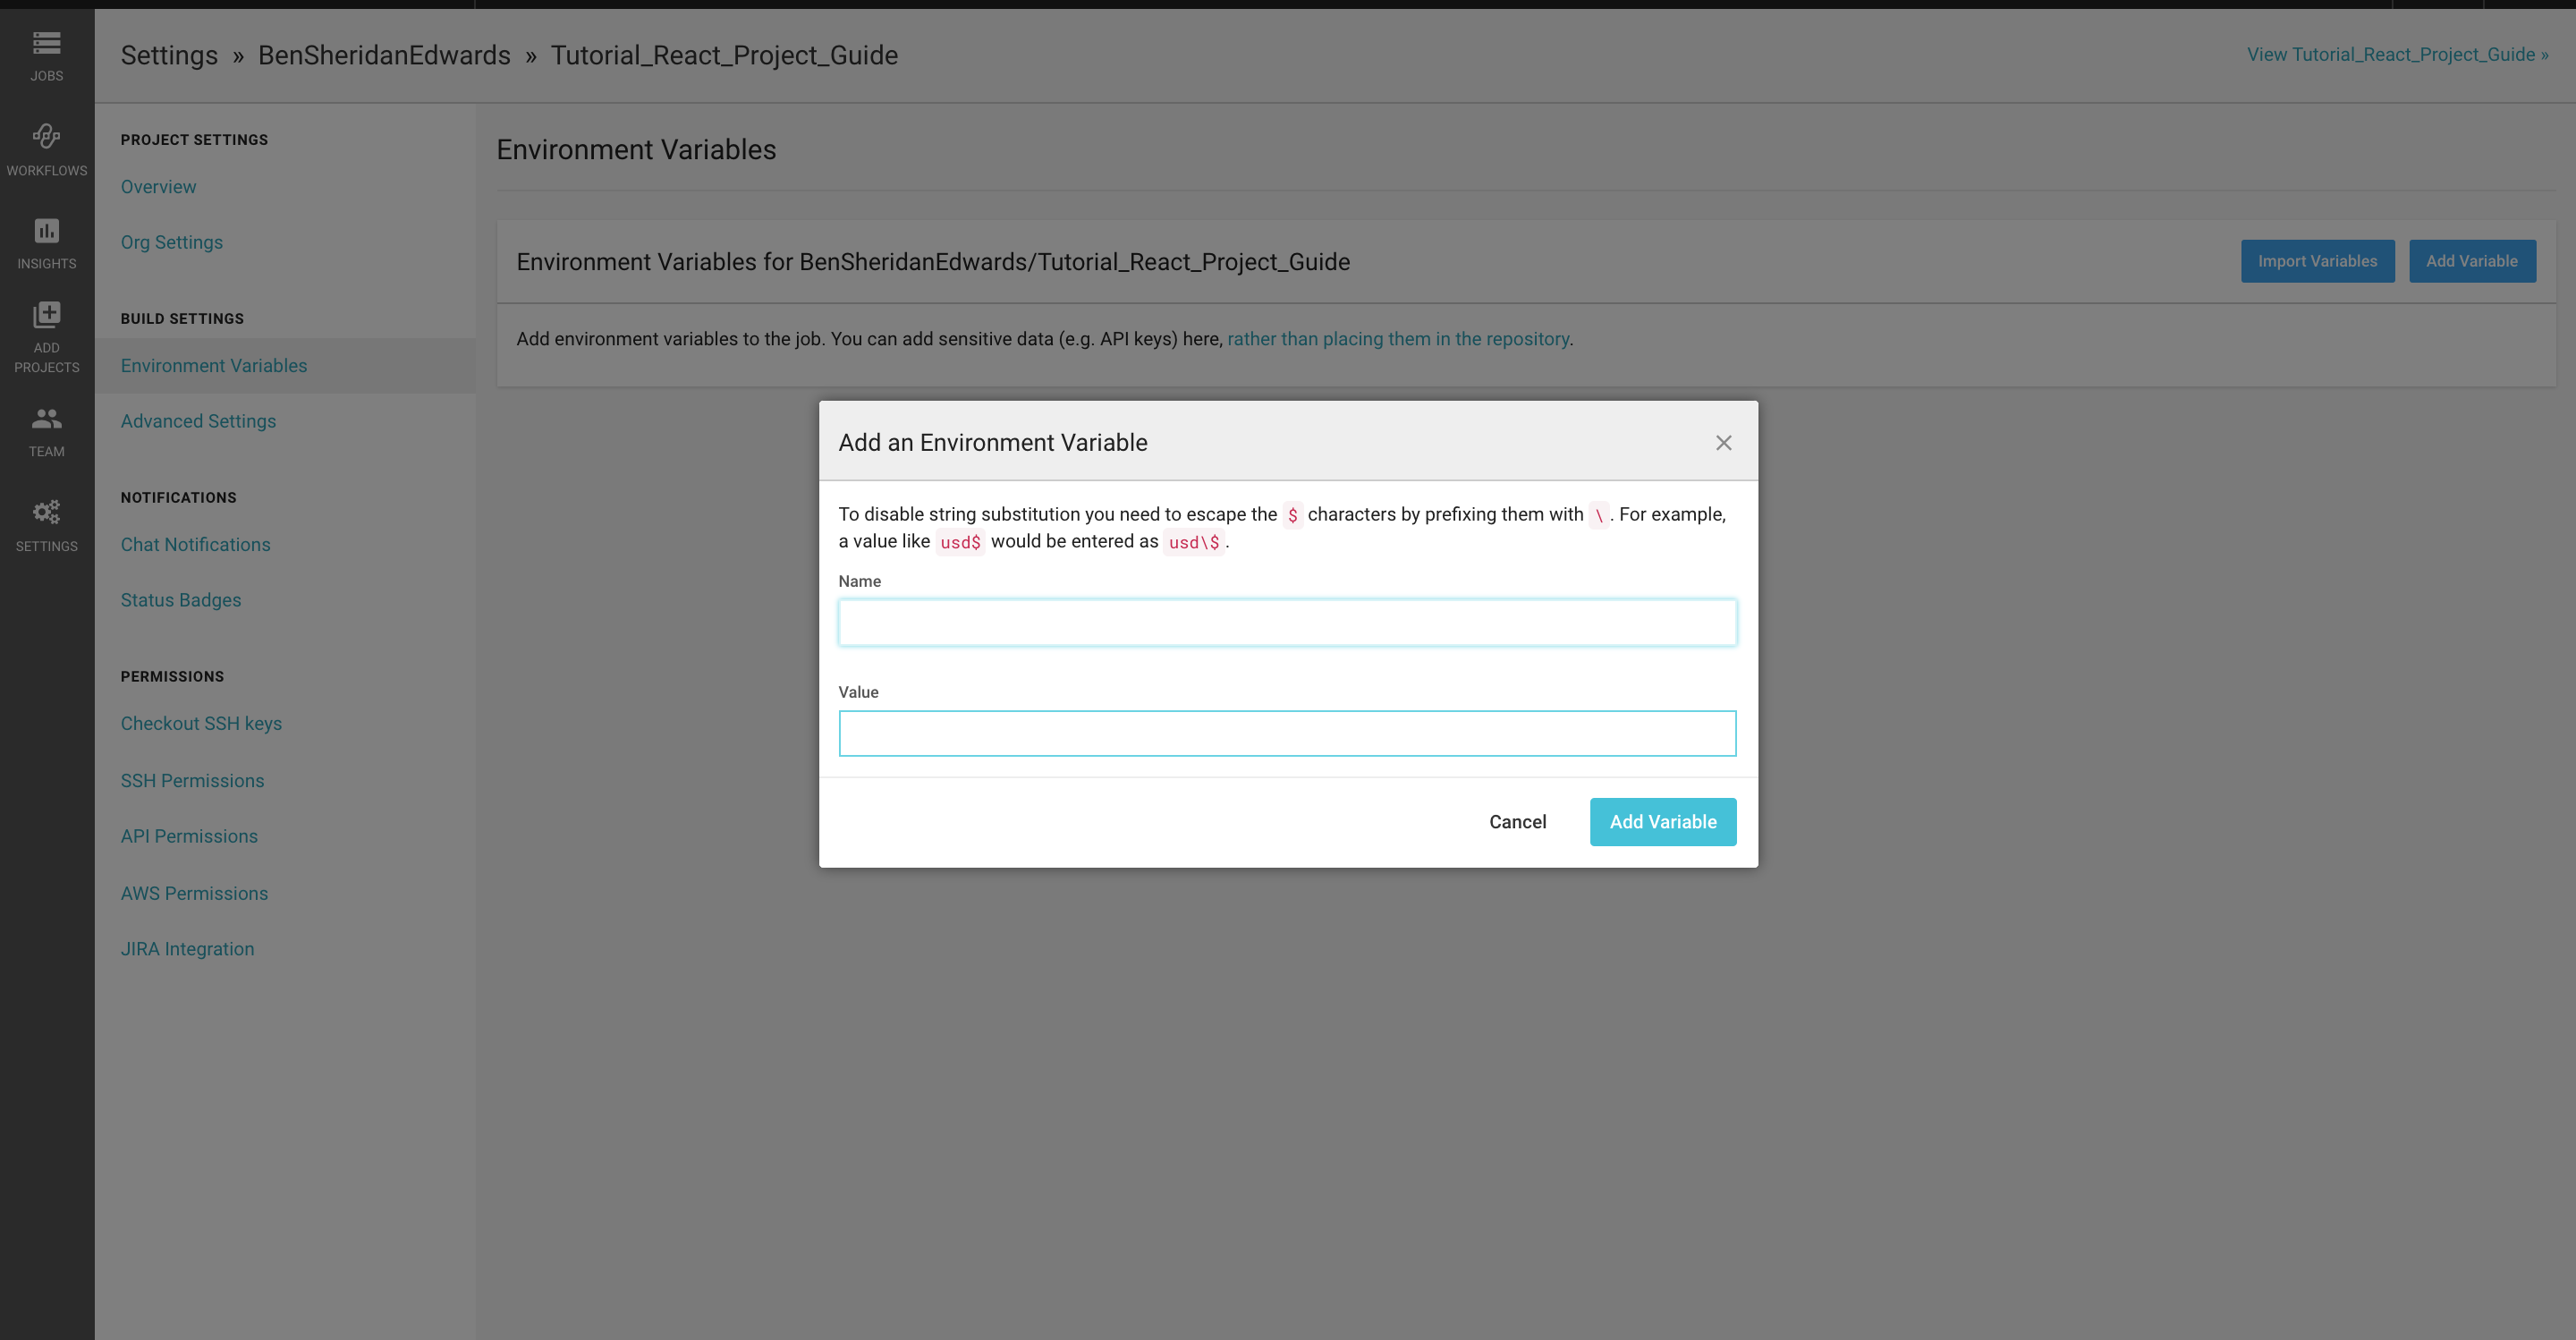 JOBS
WORKFLOWS
INSIGHTS
ADD
PROJECTS
TEAM
SETTINGS
Settings » BenSheridanEdwards » Tutorial_React_Project_Guide
View Tutorial_React_Project_Guide »
PROJECT SETTINGS
Overview
Org Settings
BUILD SETTINGS
Environment Variables
Advanced Settings
NOTIFICATIONS
Chat Notifications
Status Badges
PERMISSIONS
Checkout SSH keys
SSH Permissions
API Permissions
AWS Permissions
JIRA Integration
Environment Variables
Environment Variables for BenSheridanEdwards/Tutorial_React_Project_Guide
Import Variables
Add Variable
Add environment variables to the job. You can add sensitive data (e.g. API keys) here, rather than placing them in the repository.
Add an Environment Variable
To disable string substitution you need to escape the $ characters by prefixing them with \ . For example,
a value like usd$ would be entered as usd\$ .
Name
Value
Cancel
Add Variable